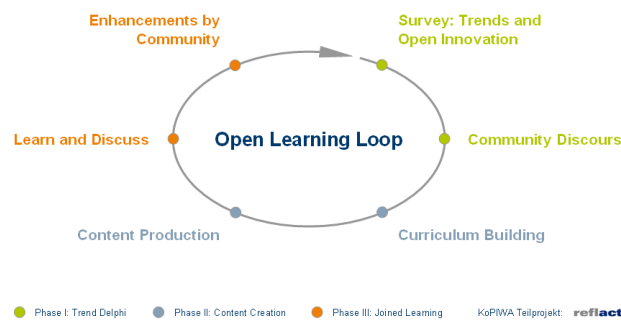 Enhancements by
Community
Survey: Trends and
Open Innovation
Learn and Discuss
Open Learning Loop
Community Discours
Content Production
Curriculum Building
Phase I: Trend Delphi
Phase II: Content Creation
Phase III: Joined Learning
KoPIWA Teilprojekt:
reflact